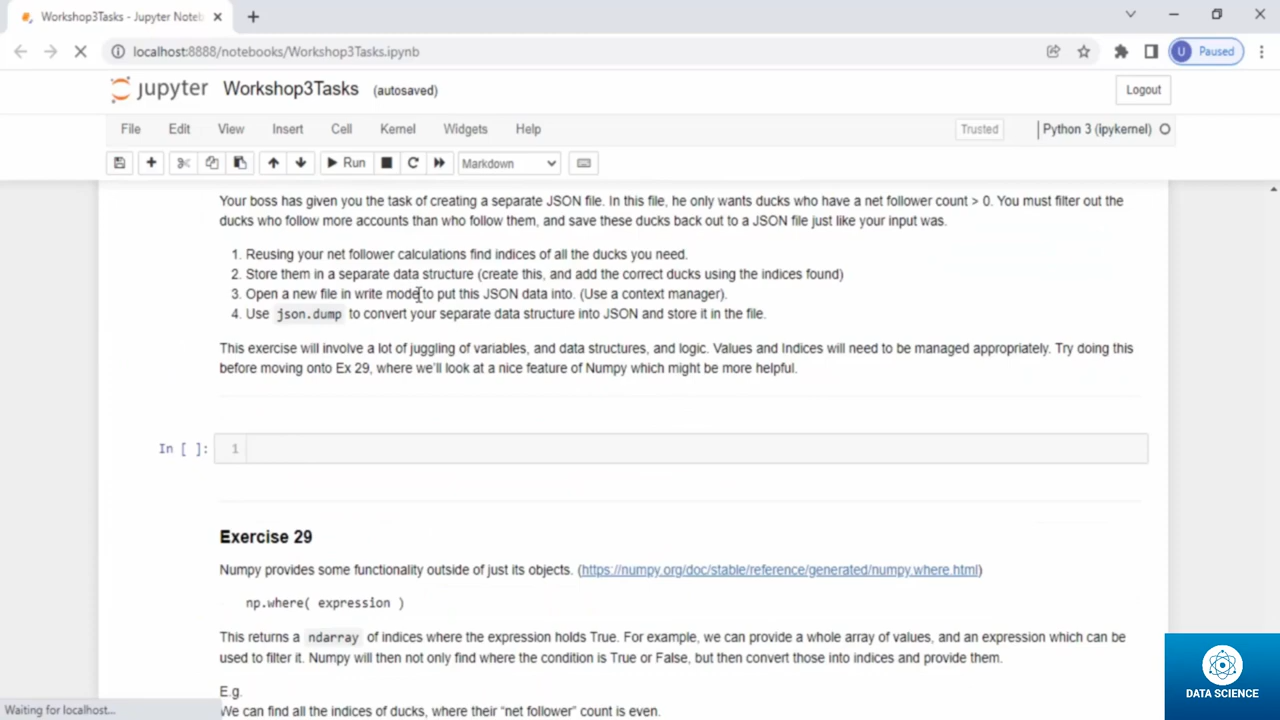 Workshop3Tasks - Jupyter Noteb
localhost:8888/notebooks/Workshop3Tasks.ipynb
U
Paused
jupyter
Workshop3Tasks
(autosaved)
Logout
File Edit View Insert Cell Kernel Widgets Help
Trusted
Python 3 (ipykernel)
Run
Markdown
Your boss has given you the task of creating a separate JSON file. In this file, he only wants ducks who have a net follower count > 0. You must filter out the
ducks who follow more accounts than who follow them, and save these ducks back out to a JSON file just like your input was.
1. Reusing your net follower calculations find indices of all the ducks you need.
2. Store them in a separate data structure (create this, and add the correct ducks using the indices found)
3. Open a new file in write mode to put this JSON data into. (Use a context manager).
4. Use json.dump to convert your separate data structure into JSON and store it in the file.
This exercise will involve a lot of juggling of variables, and data structures, and logic. Values and Indices will need to be managed appropriately. Try doing this
before moving onto Ex 29, where we'll look at a nice feature of Numpy which might be more helpful.
In [ ]: 1
Exercise 29
Numpy provides some functionality outside of just its objects. (https://numpy.org/doc/stable/reference/generated/numpy.where.html)
np.where( expression )
This returns a ndarray of indices where the expression holds True. For example, we can provide a whole array of values, and an expression which can be
used to filter it. Numpy will then not only find where the condition is True or False, but then convert those into indices and provide them.
E.g.
We can find all the indices of ducks, where their "net follower" count is even.
Waiting for localhost...
DATA SCIENCE